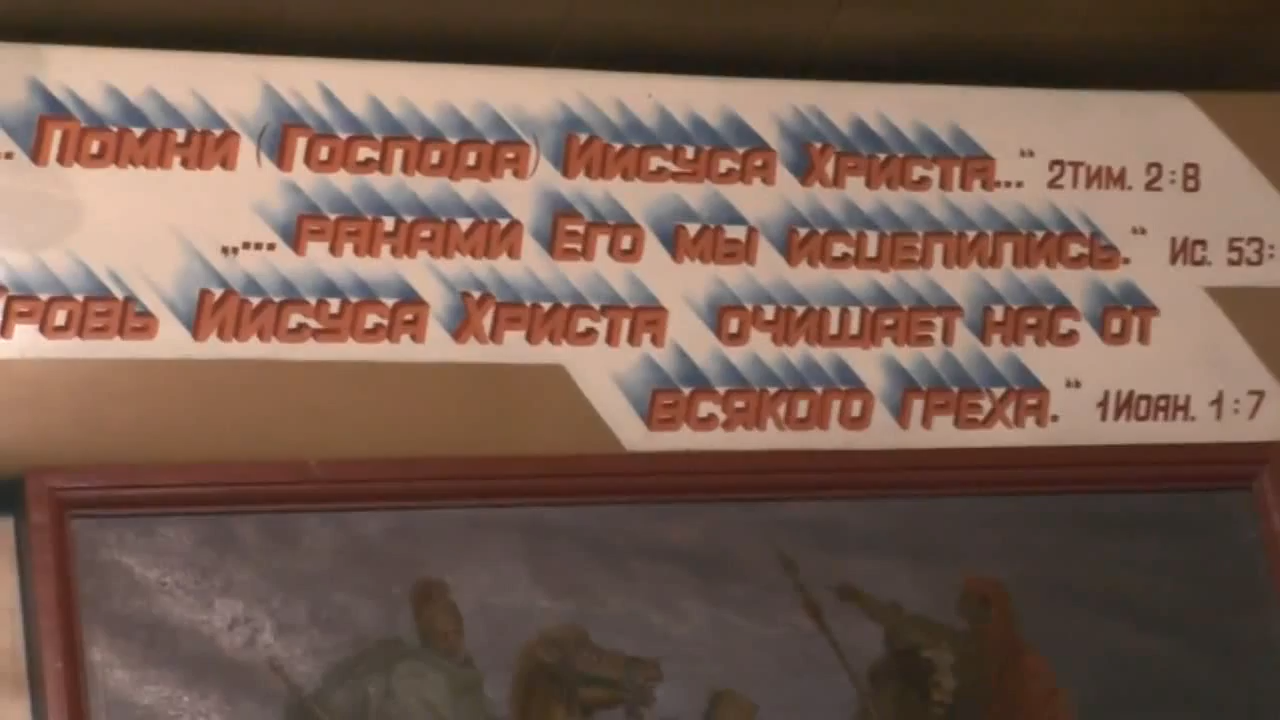 .. Помни (Господа) Иисуса Христа..." 2Тим. 2:8
„... ранами Его мы исцелились." Ис. 53:
Кровь Иисуса Христа очищает нас от
всякого греха." 1Иоан. 1:7